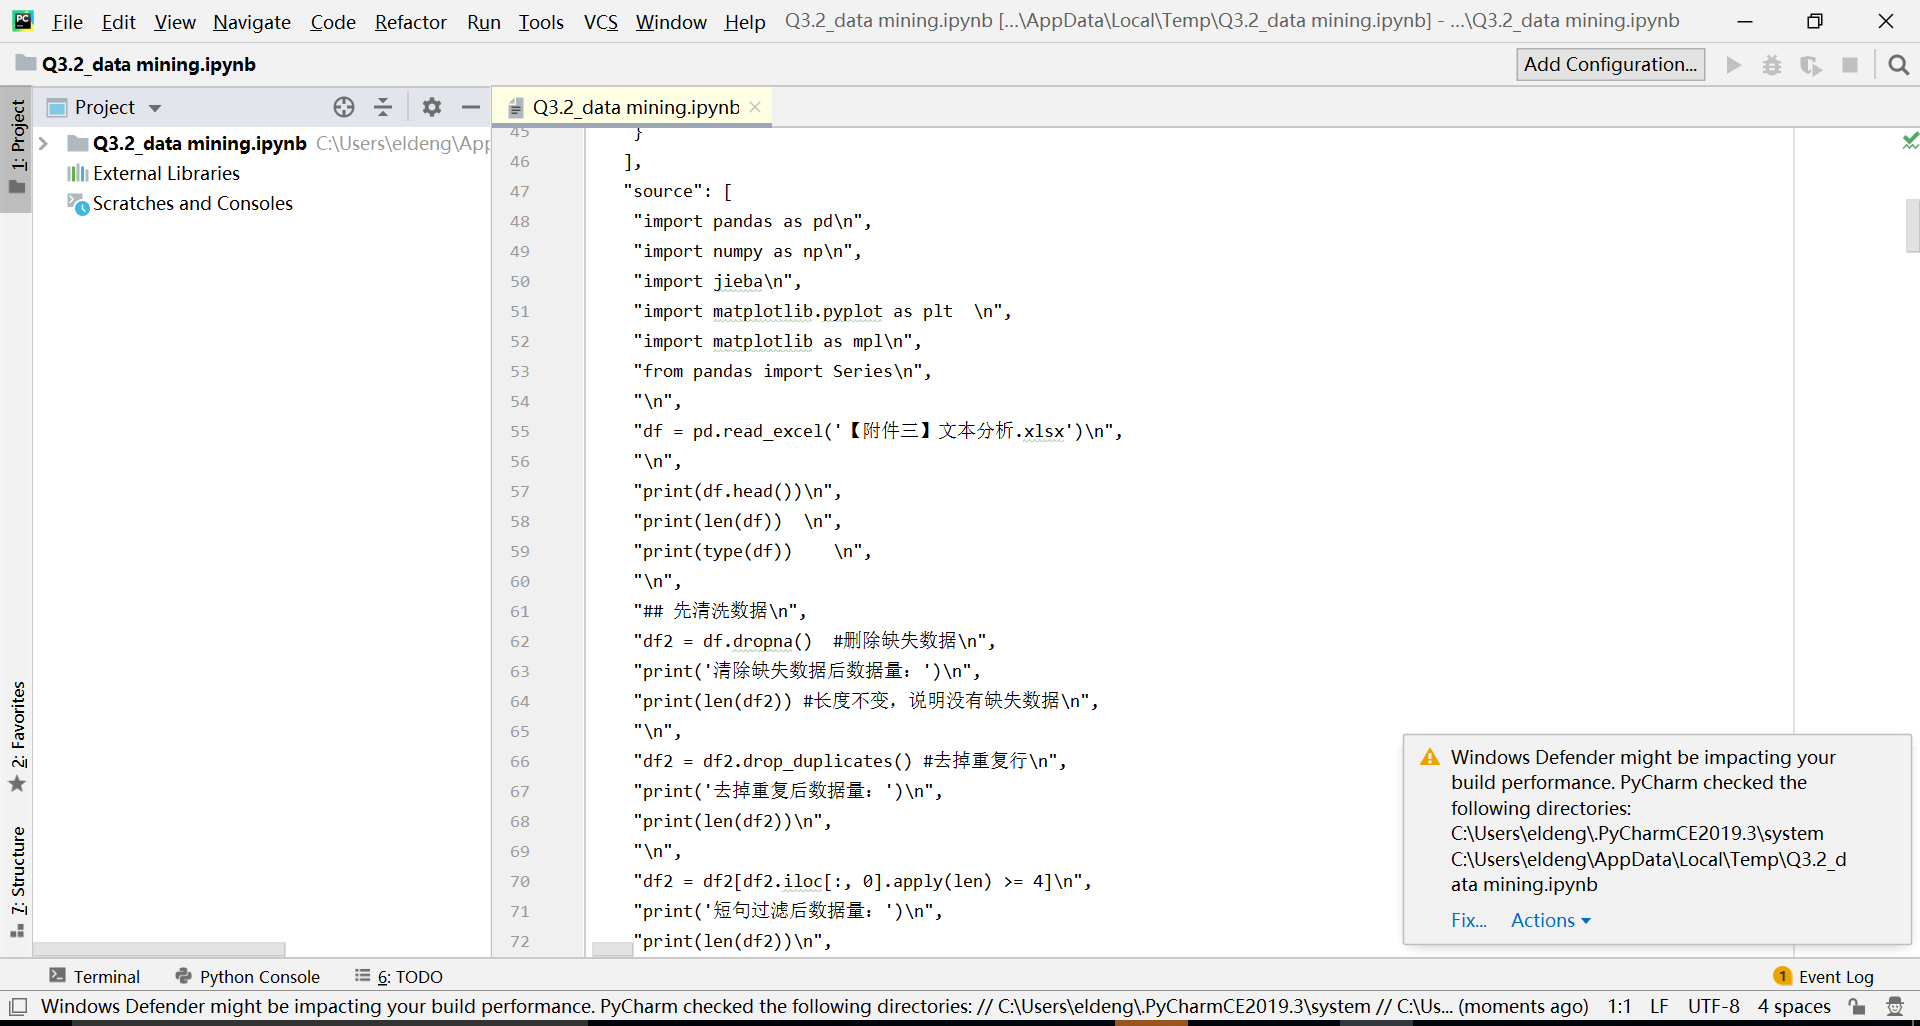 File Edit View Navigate Code Refactor Run Tools VCS Window Help Q3.2_data mining.ipynb [...\AppData\Local\Temp\Q3.2_data mining.ipynb] - ...\Q3.2_data mining.ipynb
Q3.2_data mining.ipynb
Add Configuration...
1: Project
Project
Q3.2_data mining.ipynb
Q3.2_data mining.ipynb C:\Users\eldeng\App
External Libraries
Scratches and Consoles
2: Favorites
7: Structure
45 }
46 ],
47 "source": [
48 "import pandas as pd\n",
49 "import numpy as np\n",
50 "import jieba\n",
51 "import matplotlib.pyplot as plt  \n",
52 "import matplotlib as mpl\n",
53 "from pandas import Series\n",
54 "\n",
55 "df = pd.read_excel('【附件三】文本分析.xlsx')\n",
56 "\n",
57 "print(df.head())\n",
58 "print(len(df))  \n",
59 "print(type(df))    \n",
60 "\n",
61 "## 先清洗数据\n",
62 "df2 = df.dropna()  #删除缺失数据\n",
63 "print('清除缺失数据后数据量：')\n",
64 "print(len(df2)) #长度不变，说明没有缺失数据\n",
65 "\n",
66 "df2 = df2.drop_duplicates() #去掉重复行\n",
67 "print('去掉重复后数据量：')\n",
68 "print(len(df2))\n",
69 "\n",
70 "df2 = df2[df2.iloc[:, 0].apply(len) >= 4]\n",
71 "print('短句过滤后数据量：')\n",
72 "print(len(df2))\n",
Windows Defender might be impacting your
build performance. PyCharm checked the
following directories:
C:\Users\eldeng\.PyCharmCE2019.3\system
C:\Users\eldeng\AppData\Local\Temp\Q3.2_d
ata mining.ipynb
Fix... Actions
Terminal Python Console 6: TODO
1 Event Log
Windows Defender might be impacting your build performance. PyCharm checked the following directories: // C:\Users\eldeng\.PyCharmCE2019.3\system // C:\Us... (moments ago) 1:1 LF UTF-8 4 spaces